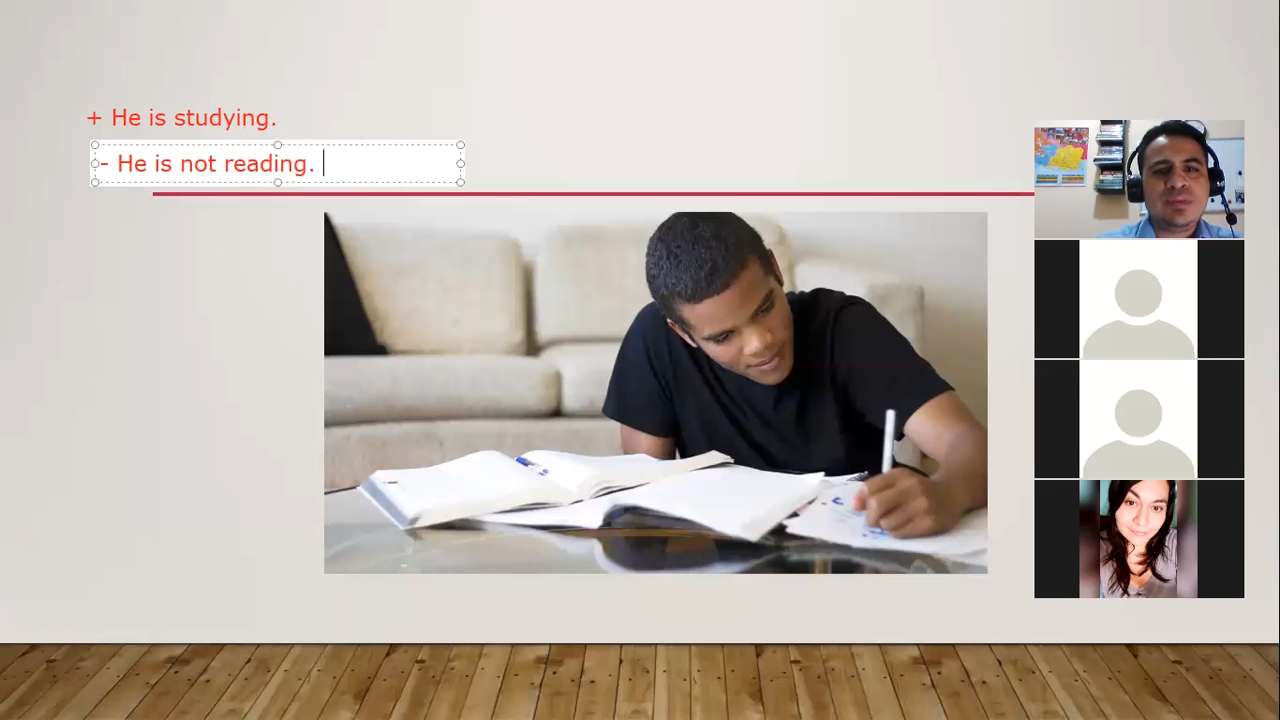 + He is studying.
- He is not reading.